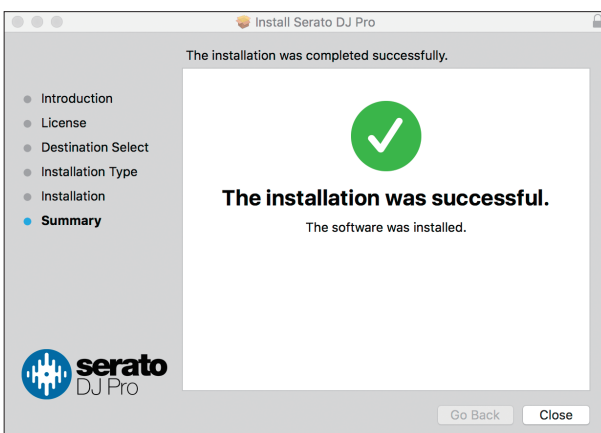 Install Serato DJ Pro
The installation was completed successfully.
Introduction
License
Destination Select
Installation Type
Installation
Summary
The installation was successful.
The software was installed.
serato
DJ Pro
Go Back
Close